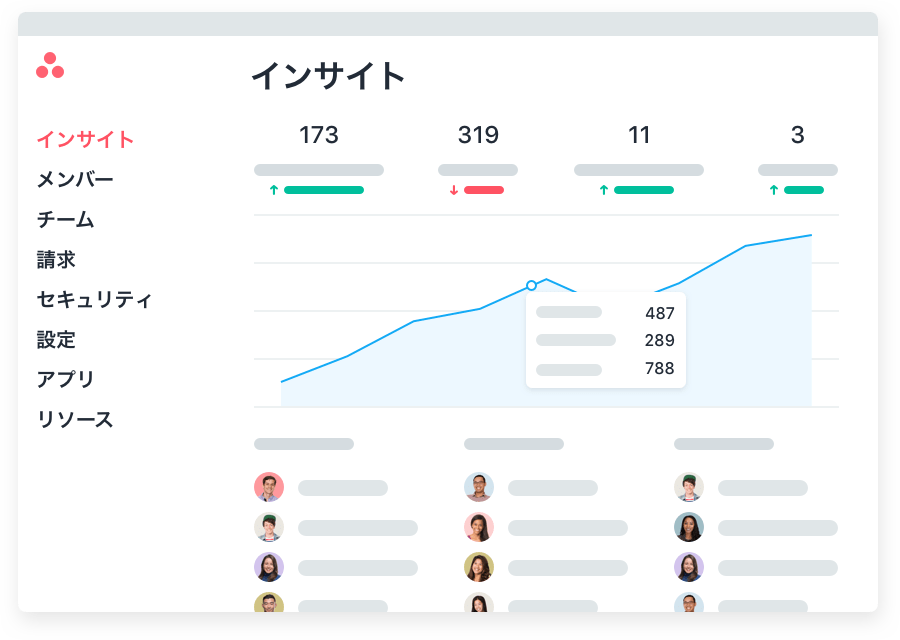 インサイト
173 319 11 3
インサイト
メンバー
チーム
請求
セキュリティ
設定
アプリ
リソース
487
289
788